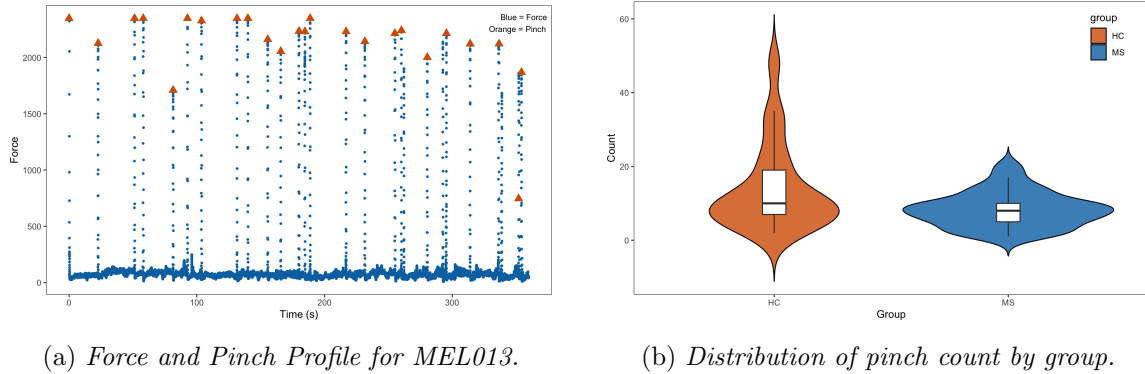 Blue = Force
Orange = Pinch
2000
1500
1000
500
0
Force
0
100
200
300
Time (s)
(a) Force and Pinch Profile for MEL013.
60
40
20
0
Count
group
HC
MS
HC
MS
Group
(b) Distribution of pinch count by group.